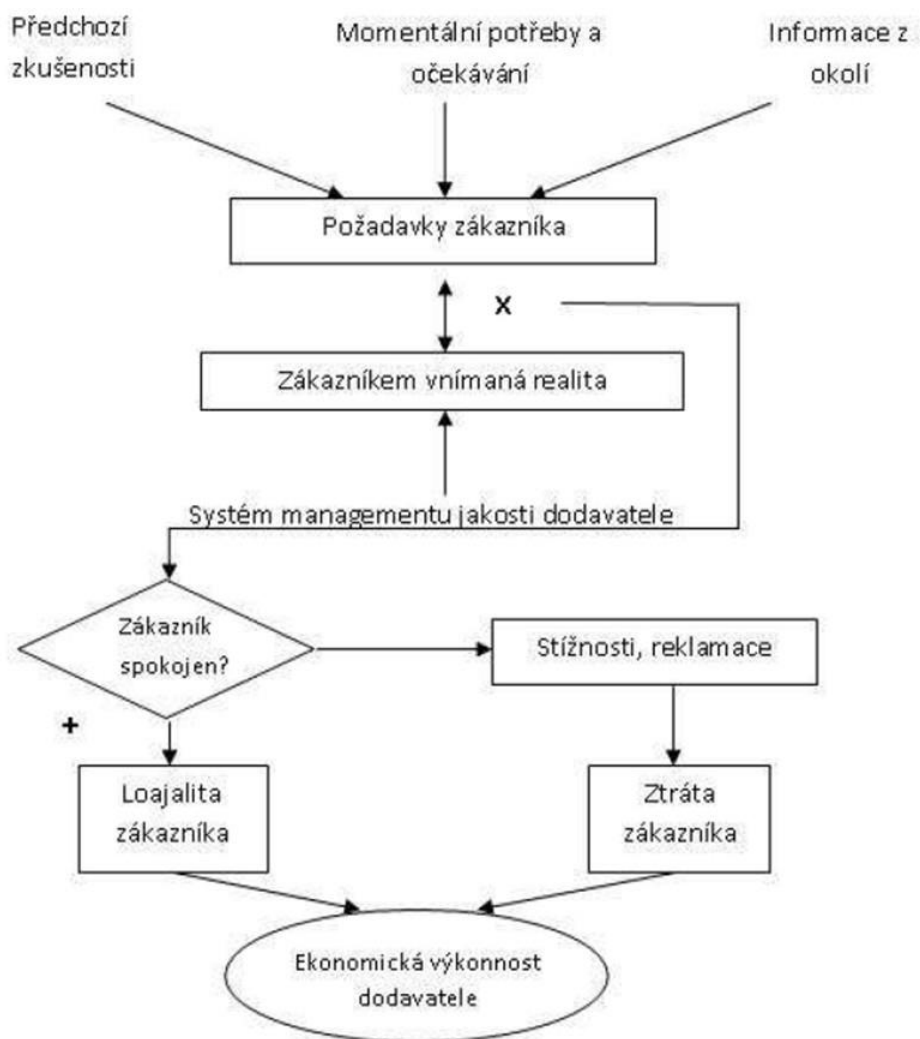 Předchozí
zkušenosti
Momentální potřeby a
očekávání
Informace z
okolí
Požadavky zákazníka
X
Zákazníkem vnímaná realita
Systém managementu jakosti dodavatele
Zákazník
spokojen?
Stížnosti, reklamace
+
Loajalita
zákazníka
Ztráta
zákazníka
Ekonomická výkonnost
dodavatele